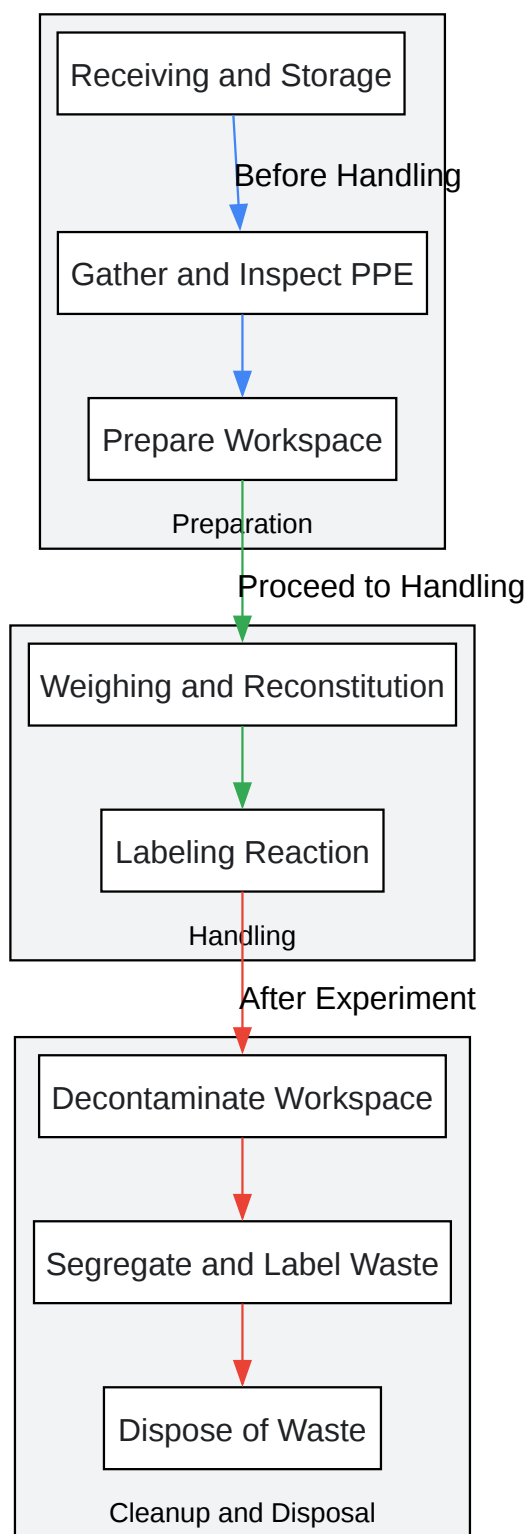 Receiving and Storage
Before Handling
Gather and Inspect PPE
Prepare Workspace
Preparation
Proceed to Handling
Weighing and Reconstitution
Labeling Reaction
Handling
After Experiment
Decontaminate Workspace
Segregate and Label Waste
Dispose of Waste
Cleanup and Disposal